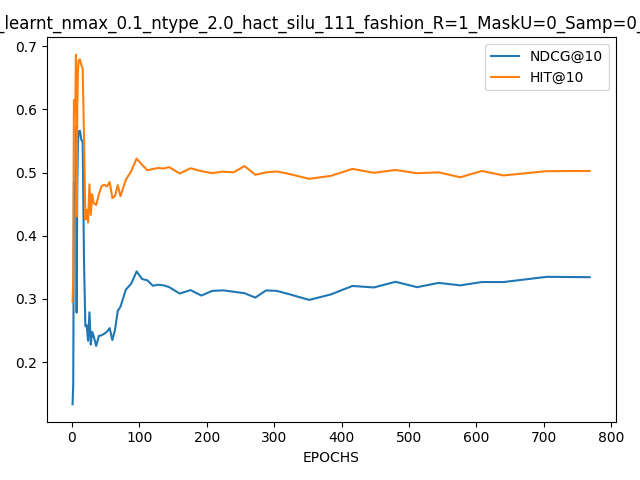 _learnt_nmax_0.1_ntype_2.0_hact_silu_111_fashion_R=1_MaskU=0_Samp=0_
NDCG@10
HIT@10
0.7
0.6
0.5
0.4
0.3
0.2
0 100 200 300 400 500 600 700 800
EPOCHS